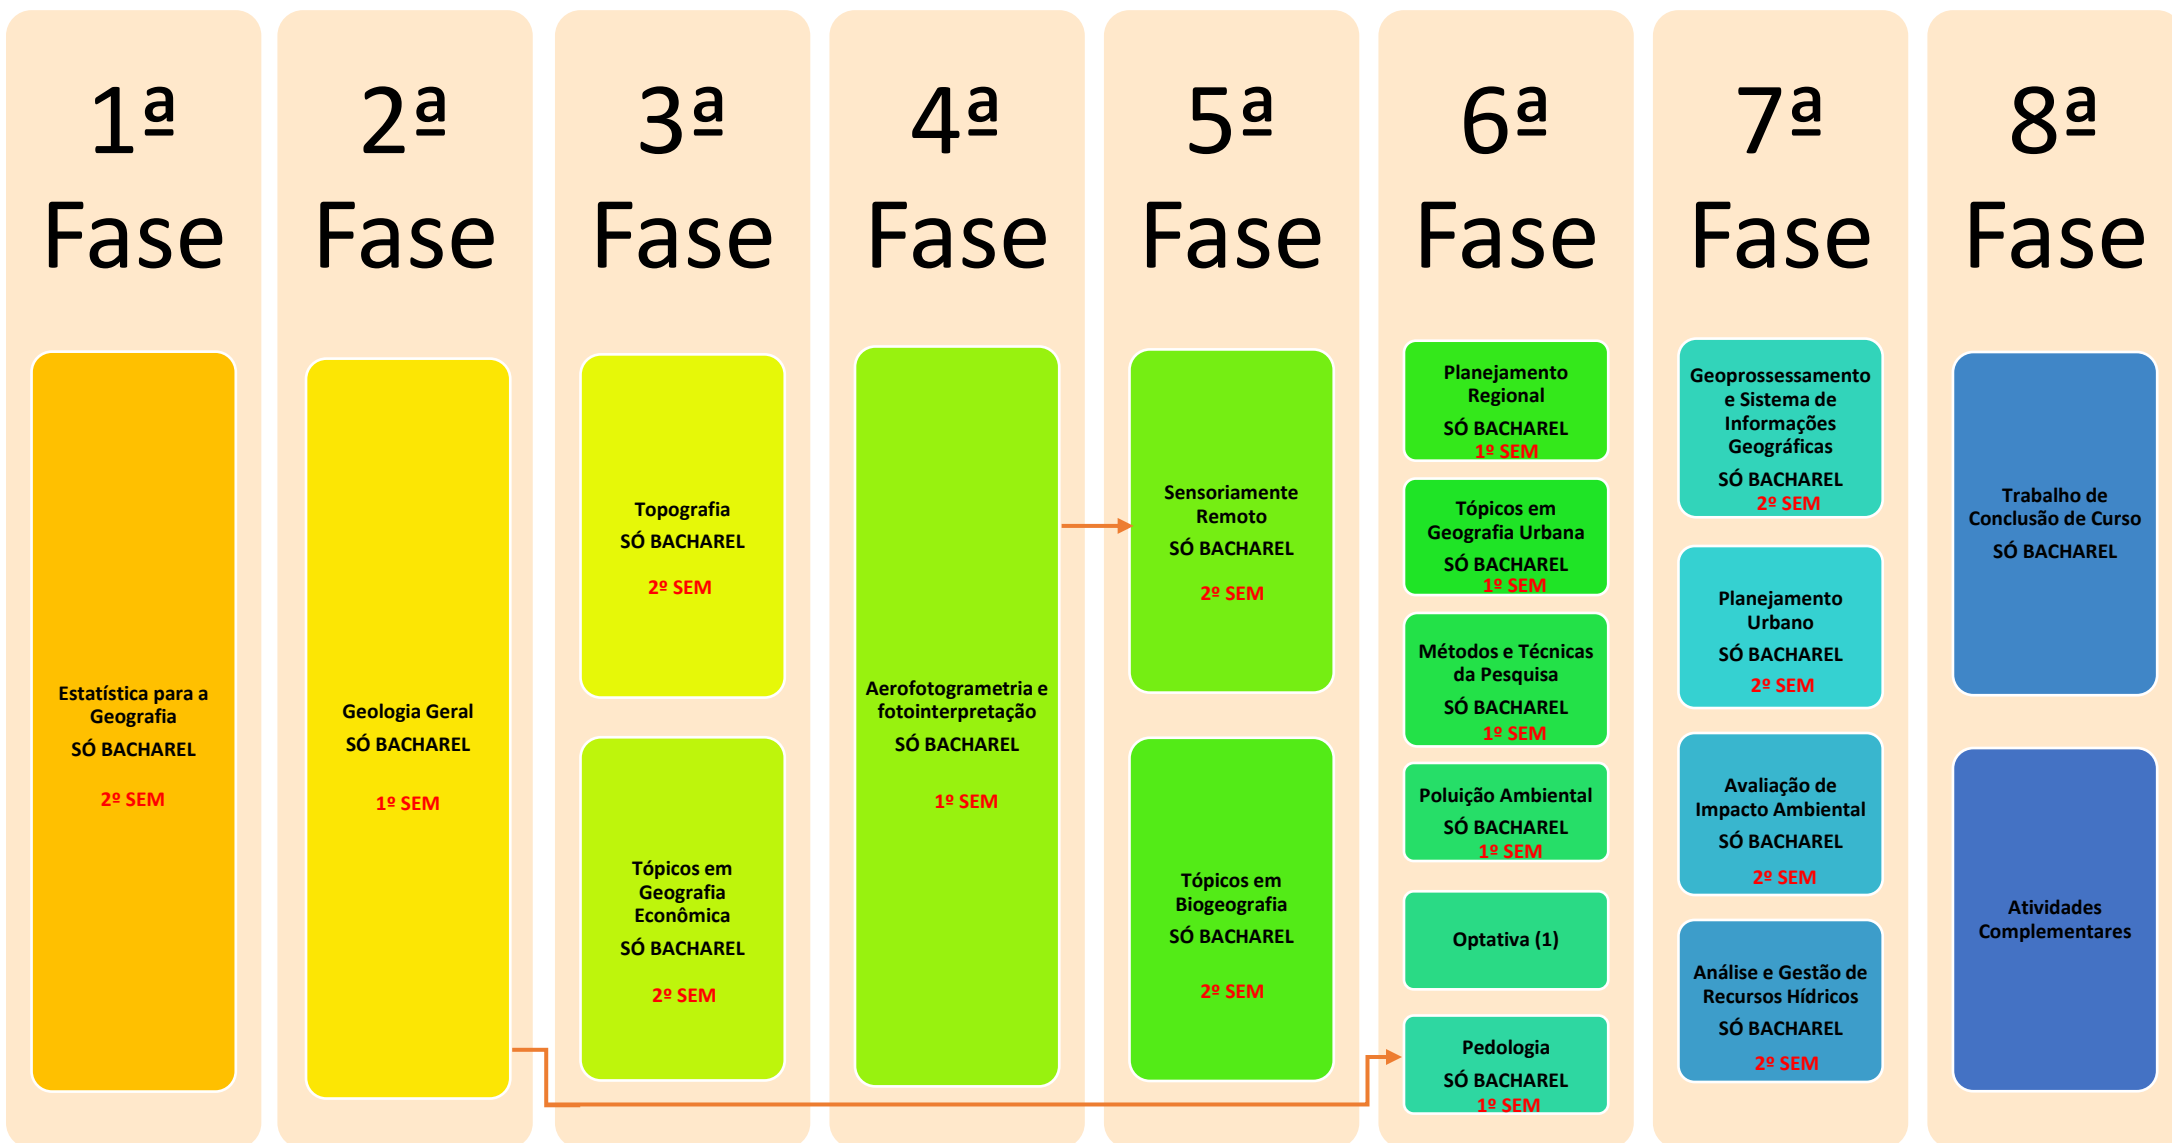 1ª
Fase
Estatística para a
Geografia
SÓ BACHAREL
2º SEM
2ª
Fase
Geologia Geral
SÓ BACHAREL
1º SEM
3ª
Fase
Topografia
SÓ BACHAREL
2º SEM
Tópicos em
Geografia
Econômica
SÓ BACHAREL
2º SEM
4ª
Fase
Aerofotogrametria e
fotointerpretação
SÓ BACHAREL
1º SEM
5ª
Fase
Sensoriamente
Remoto
SÓ BACHAREL
2º SEM
Tópicos em
Biogeografia
SÓ BACHAREL
2º SEM
6ª
Fase
Planejamento
Regional
SÓ BACHAREL
1º SEM
Tópicos em
Geografia Urbana
SÓ BACHAREL
1º SEM
Métodos e Técnicas
da Pesquisa
SÓ BACHAREL
1º SEM
Poluição Ambiental
SÓ BACHAREL
1º SEM
Optativa (1)
Pedologia
SÓ BACHAREL
1º SEM
7ª
Fase
Geoprossessamento
e Sistema de
Informações
Geográficas
SÓ BACHAREL
2º SEM
Planejamento
Urbano
SÓ BACHAREL
2º SEM
Avaliação de
Impacto Ambiental
SÓ BACHAREL
2º SEM
Análise e Gestão de
Recursos Hídricos
SÓ BACHAREL
2º SEM
8ª
Fase
Trabalho de
Conclusão de Curso
SÓ BACHAREL
Atividades
Complementares